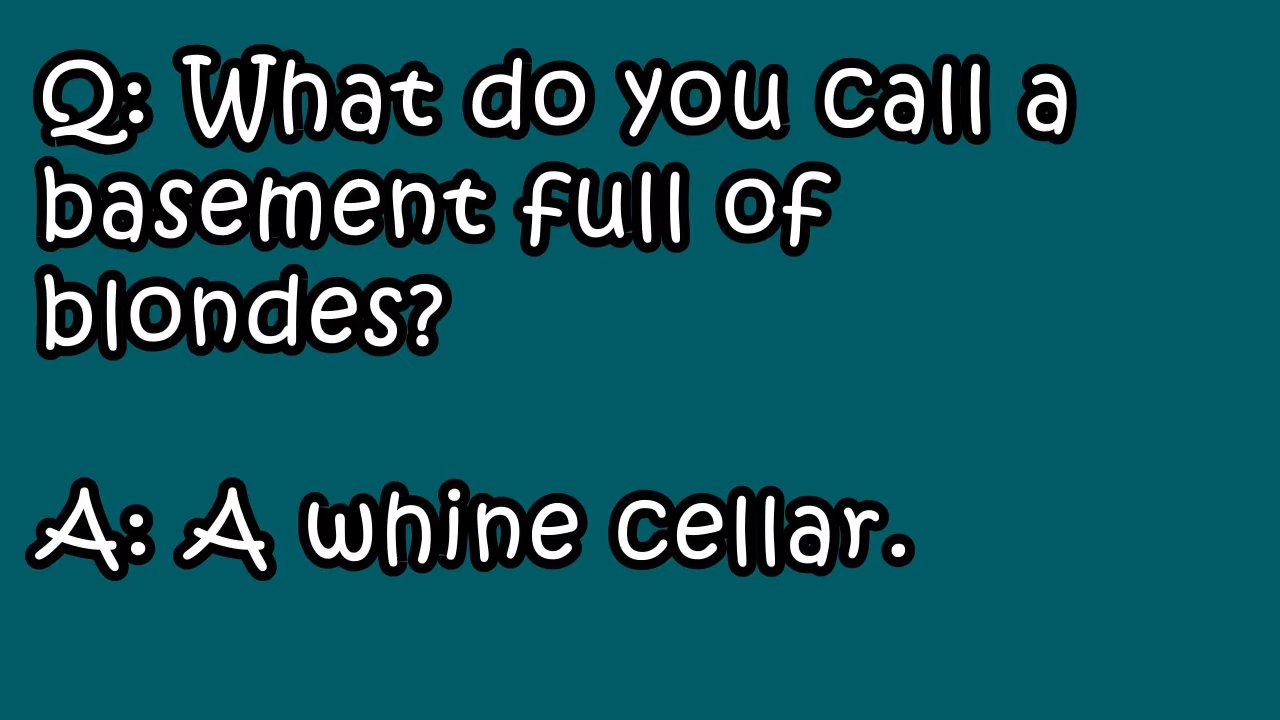 Q: What do you call a
basement full of
blondes?
A: A whine cellar.